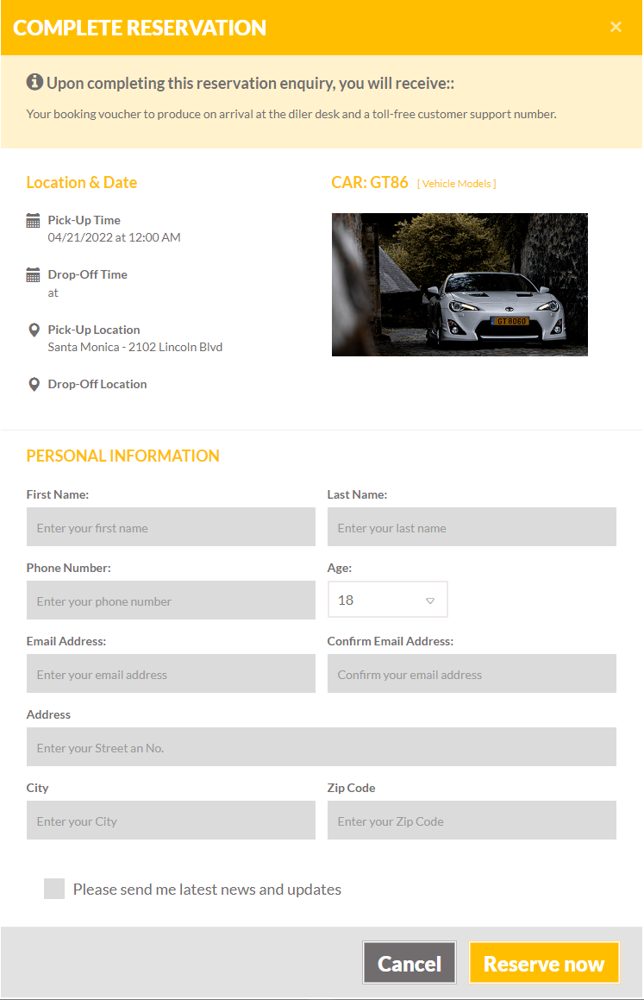 COMPLETE RESERVATION ×
Upon completing this reservation enquiry, you will receive::
Your booking voucher to produce on arrival at the diler desk and a toll-free customer support number.
Location & Date
Pick-Up Time
04/21/2022 at 12:00 AM
Drop-Off Time
at
Pick-Up Location
Santa Monica - 2102 Lincoln Blvd
Drop-Off Location
CAR: GT86 [ Vehicle Models ]
GT 8060
PERSONAL INFORMATION
First Name: Last Name:
Enter your first name Enter your last name
Phone Number: Age:
Enter your phone number 18
Email Address: Confirm Email Address:
Enter your email address Confirm your email address
Address
Enter your Street an No.
City Zip Code
Enter your City Enter your Zip Code
Please send me latest news and updates
Cancel Reserve now